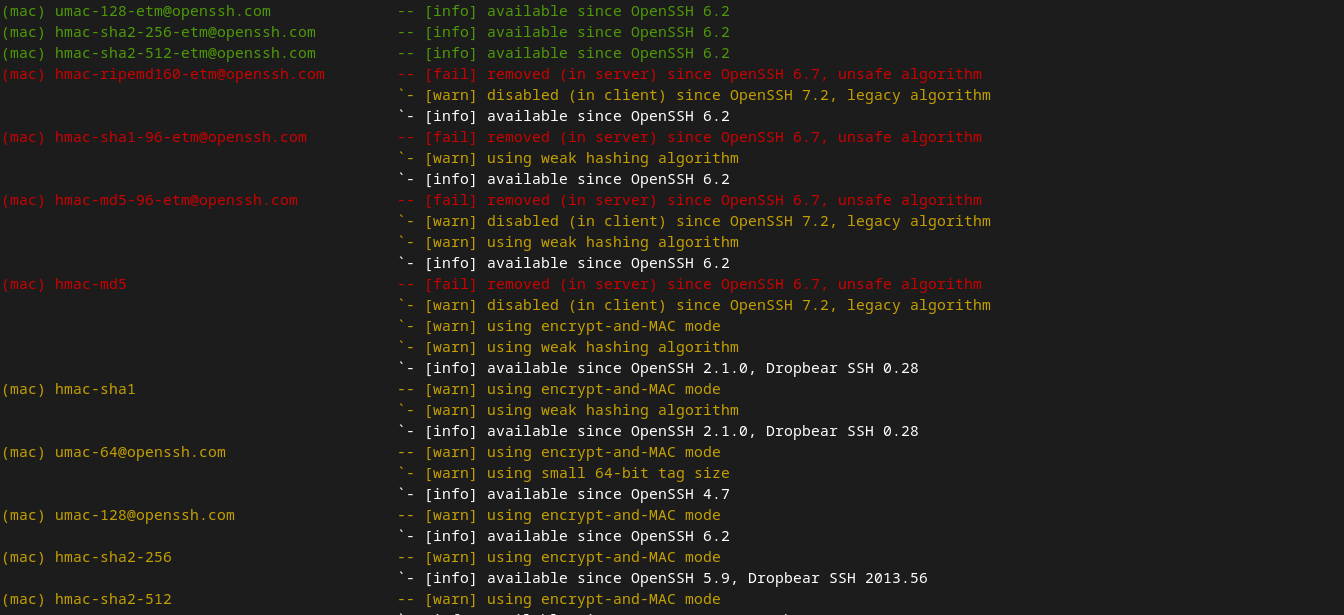 (mac) umac-128-etm@openssh.com -- [info] available since OpenSSH 6.2
(mac) hmac-sha2-256-etm@openssh.com -- [info] available since OpenSSH 6.2
(mac) hmac-sha2-512-etm@openssh.com -- [info] available since OpenSSH 6.2
(mac) hmac-ripemd160-etm@openssh.com -- [fail] removed (in server) since OpenSSH 6.7, unsafe algorithm
`- [warn] disabled (in client) since OpenSSH 7.2, legacy algorithm
`- [info] available since OpenSSH 6.2
(mac) hmac-sha1-96-etm@openssh.com -- [fail] removed (in server) since OpenSSH 6.7, unsafe algorithm
`- [warn] using weak hashing algorithm
`- [info] available since OpenSSH 6.2
(mac) hmac-md5-96-etm@openssh.com -- [fail] removed (in server) since OpenSSH 6.7, unsafe algorithm
`- [warn] disabled (in client) since OpenSSH 7.2, legacy algorithm
`- [warn] using weak hashing algorithm
`- [info] available since OpenSSH 6.2
(mac) hmac-md5 -- [fail] removed (in server) since OpenSSH 6.7, unsafe algorithm
`- [warn] disabled (in client) since OpenSSH 7.2, legacy algorithm
`- [warn] using encrypt-and-MAC mode
`- [warn] using weak hashing algorithm
`- [info] available since OpenSSH 2.1.0, Dropbear SSH 0.28
(mac) hmac-sha1 -- [warn] using encrypt-and-MAC mode
`- [warn] using weak hashing algorithm
`- [info] available since OpenSSH 2.1.0, Dropbear SSH 0.28
(mac) umac-64@openssh.com -- [warn] using encrypt-and-MAC mode
`- [warn] using small 64-bit tag size
`- [info] available since OpenSSH 4.7
(mac) umac-128@openssh.com -- [warn] using encrypt-and-MAC mode
`- [info] available since OpenSSH 6.2
(mac) hmac-sha2-256 -- [warn] using encrypt-and-MAC mode
`- [info] available since OpenSSH 5.9, Dropbear SSH 2013.56
(mac) hmac-sha2-512 -- [warn] using encrypt-and-MAC mode